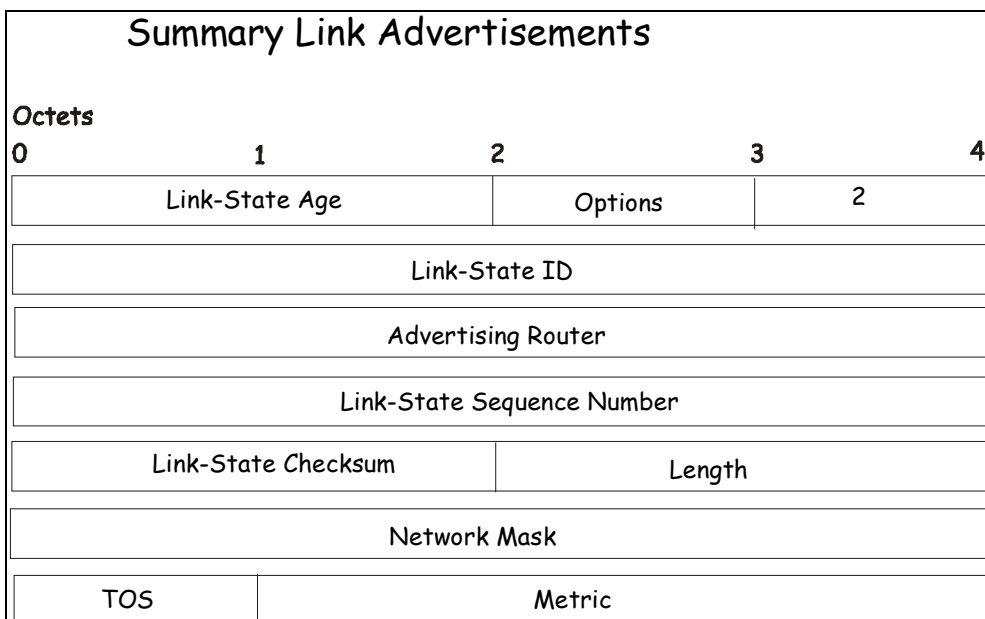 Summary Link Advertisements
Octets
0 1 2 3 4
Link-State Age Options 2
Link-State ID
Advertising Router
Link-State Sequence Number
Link-State Checksum Length
Network Mask
TOS Metric